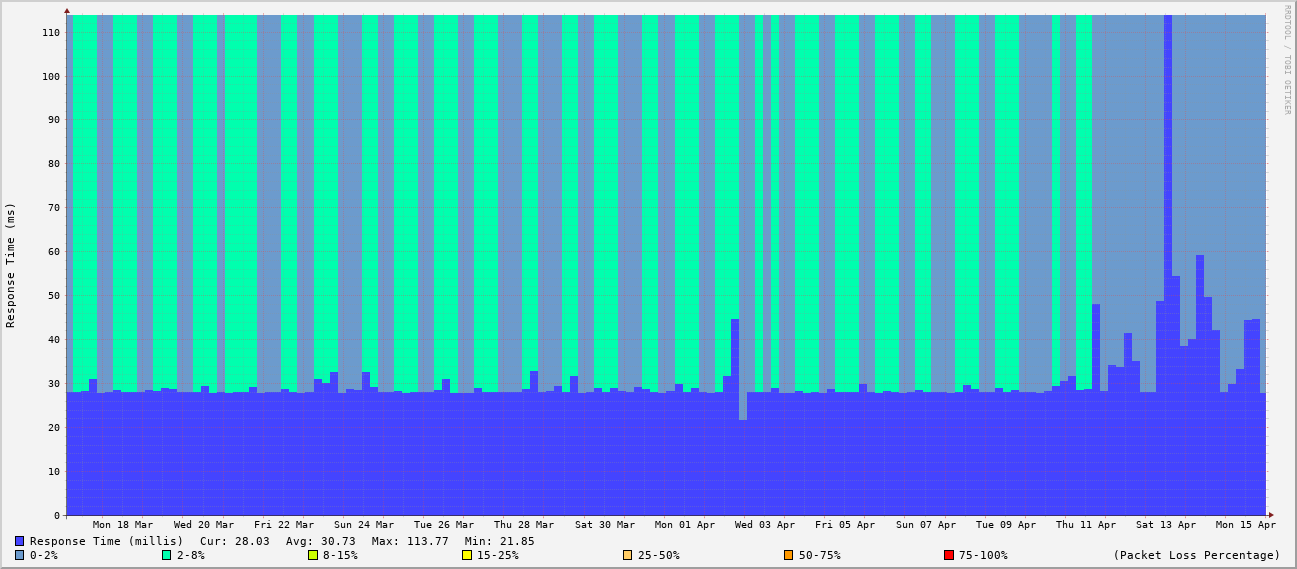 RRDTOOL / TOBI OETIKER
Response Time (ms)
110
100
90
80
70
60
50
40
30
20
10
0
Mon 18 Mar Wed 20 Mar Fri 22 Mar Sun 24 Mar Tue 26 Mar Thu 28 Mar Sat 30 Mar Mon 01 Apr Wed 03 Apr Fri 05 Apr Sun 07 Apr Tue 09 Apr Thu 11 Apr Sat 13 Apr Mon 15 Apr
Response Time (millis) Cur: 28.03 Avg: 30.73 Max: 113.77 Min: 21.85
0-2% 2-8% 8-15% 15-25% 25-50% 50-75% 75-100% (Packet Loss Percentage)